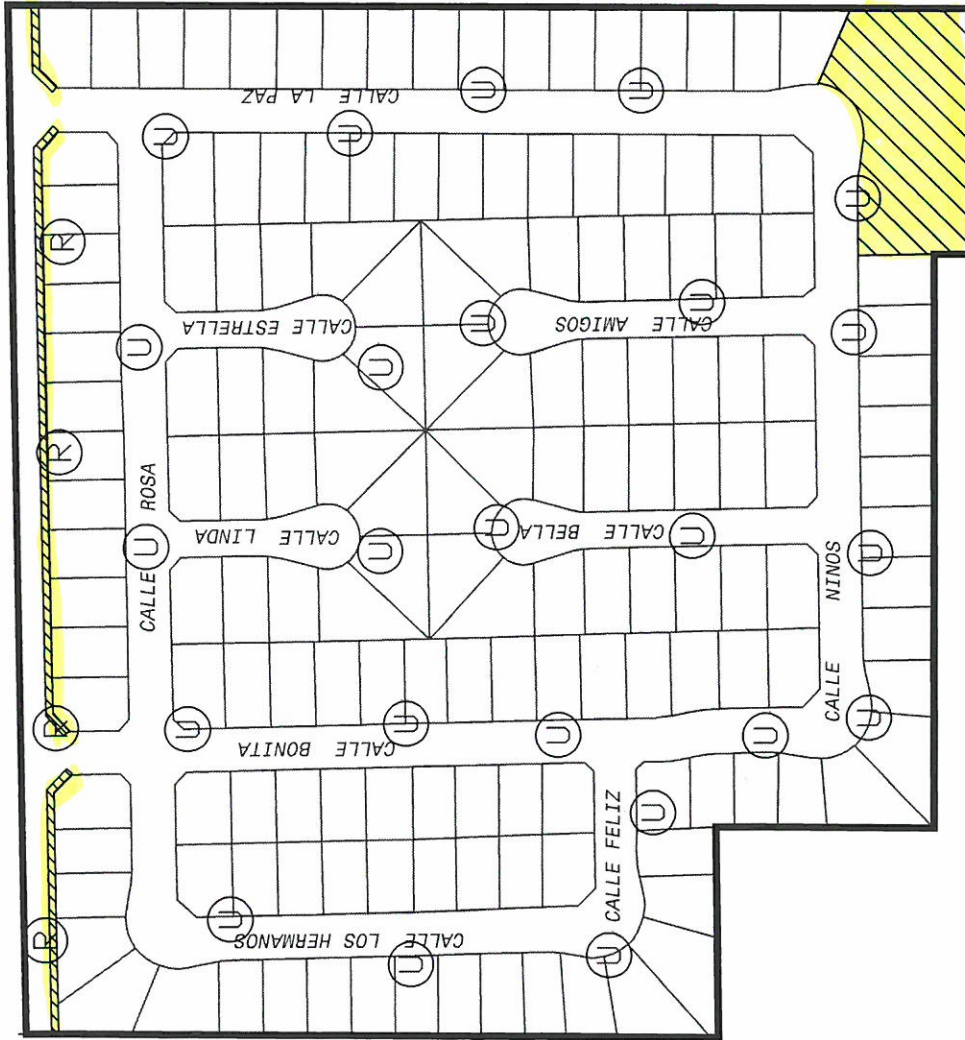 U
U
CALLE LA PAZ
U
U
U
R
U
U
CALLE ESTRELLA
CALLE AMIGOS
U
U
U
R
CALLE ROSA
U
CALLE LINDA
CALLE BELLA
U
U
U
U
CALLE NINOS
R
U
U
U
U
U
CALLE BONITA
U
CALLE FELIZ
U
R
CALLE LOS HERMANOS
U
U